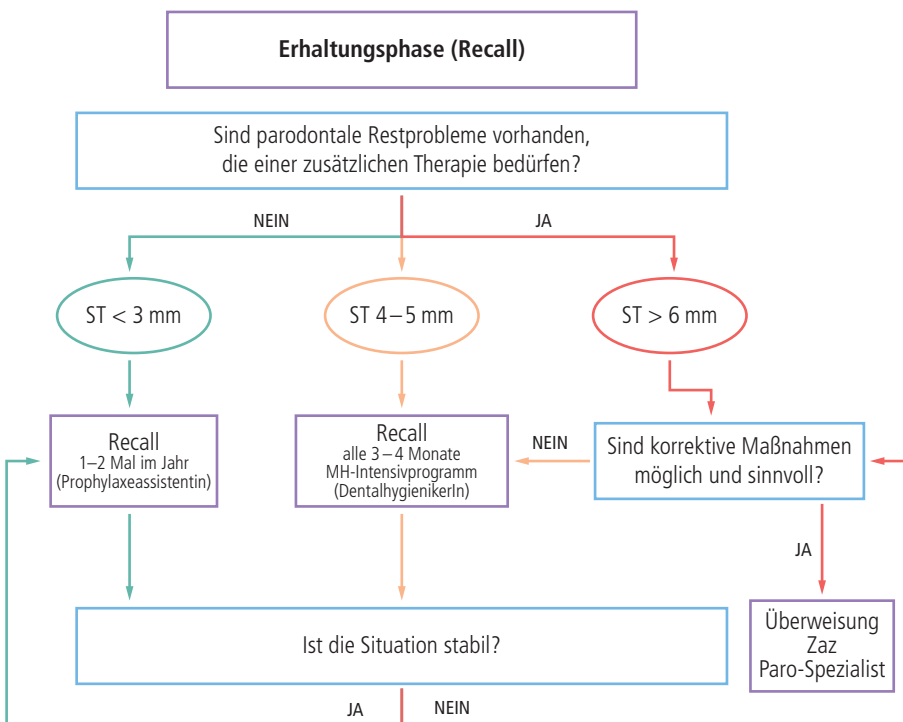 Erhaltungsphase (Recall)
Sind parodontale Restprobleme vorhanden,
die einer zusätzlichen Therapie bedürfen?
NEIN
JA
ST < 3 mm
ST 4–5 mm
ST > 6 mm
Recall
1–2 Mal im Jahr
(Prophylaxeassistentin)
Recall
alle 3–4 Monate
MH-Intensivprogramm
(DentalhygienikerIn)
NEIN
Sind korrektive Maßnahmen
möglich und sinnvoll?
JA
Überweisung
Zaz
Paro-Spezialist
Ist die Situation stabil?
JA
NEIN